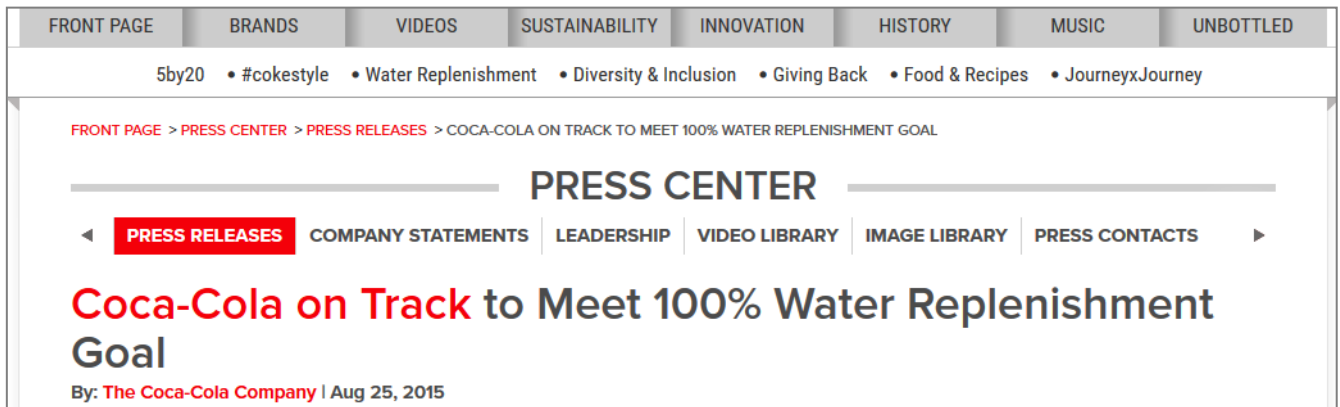 FRONT PAGE BRANDS VIDEOS SUSTAINABILITY INNOVATION HISTORY MUSIC UNBOTTLED
5by20 • #cokestyle • Water Replenishment • Diversity & Inclusion • Giving Back • Food & Recipes • JourneyxJourney
FRONT PAGE > PRESS CENTER > PRESS RELEASES > COCA-COLA ON TRACK TO MEET 100% WATER REPLENISHMENT GOAL
PRESS CENTER
PRESS RELEASES COMPANY STATEMENTS LEADERSHIP VIDEO LIBRARY IMAGE LIBRARY PRESS CONTACTS
Coca-Cola on Track to Meet 100% Water Replenishment
Goal
By: The Coca-Cola Company | Aug 25, 2015